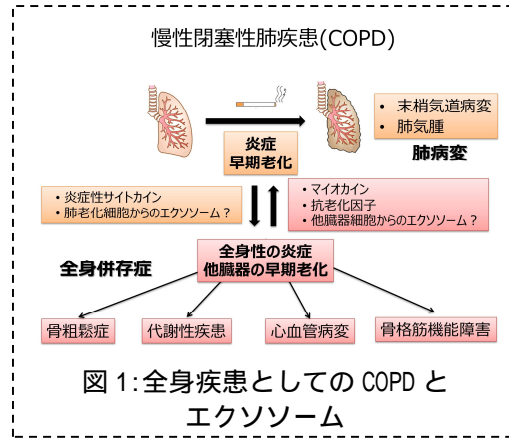 慢性閉塞性肺疾患(COPD)
• 末梢気道病変
• 肺気腫
肺病変
炎症
早期老化
・炎症性サイトカイン
・肺老化細胞からのエクソソーム？
・マイオカイン
・抗老化因子
・他臓器細胞からのエクソソーム？
全身併存症
全身性の炎症
他臓器の早期老化
骨粗鬆症
代謝性疾患
心血管病変
骨格筋機能障害
図 1:全身疾患としての COPD と
エクソソーム